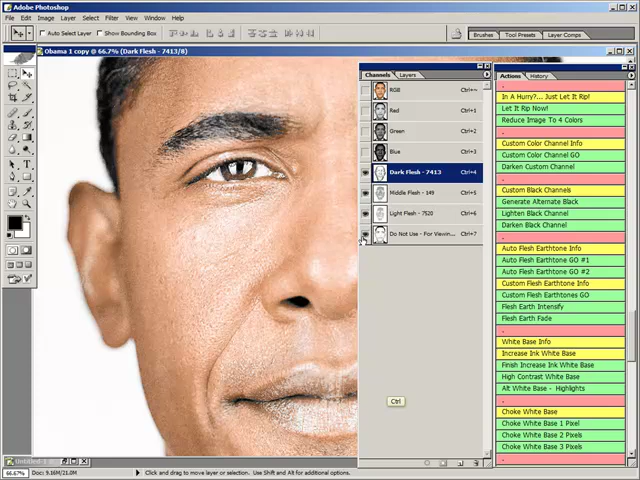 Adobe Photoshop
File Edit Image Layer Select Filter View Window Help
Auto Select Layer Show Bounding Box
Brushes Tool Presets Layer Comps
Obama 1 copy @ 66.7% (Dark Flesh - 7413/8)
Channels Layers
RGB Ctrl+~
Red Ctrl+1
Green Ctrl+2
Blue Ctrl+3
Dark Flesh - 7413 Ctrl+4
Middle Flesh - 149 Ctrl+5
Light Flesh - 7520 Ctrl+6
Do Not Use - For Viewin... Ctrl+7
Ctrl
Actions History
In A Hurry?... Just Let It Rip!
Let It Rip Now!
Reduce Image To 4 Colors
Custom Color Channel Info
Custom Color Channel GO
Darken Custom Channel
Custom Black Channels
Generate Alternate Black
Lighten Black Channel
Darken Black Channel
Auto Flesh Earthtone Info
Auto Flesh Earthtone GO #1
Auto Flesh Earthtone GO #2
Custom Flesh Earthtone Info
Custom Flesh Earthtones GO
Flesh Earth Intensify
Flesh Earth Fade
White Base Info
Increase Ink White Base
Finish Increase Ink White Base
High Contrast White Base
Alt White Base - Highlights
Choke White Base
Choke White Base 1 Pixel
Choke White Base 2 Pixels
Choke White Base 3 Pixels
Untitled-1
66.67% Doc: 9.16M/21.0M Click and drag to move layer or selection. Use Shift and Alt for additional options.